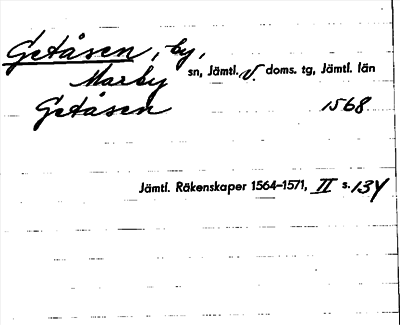 Getåsen, by,
Marby sn, Jämtl. V. doms. tg, Jämtl. län
Getåsen 1568
Jämtl. Räkenskaper 1564–1571, II s. 134